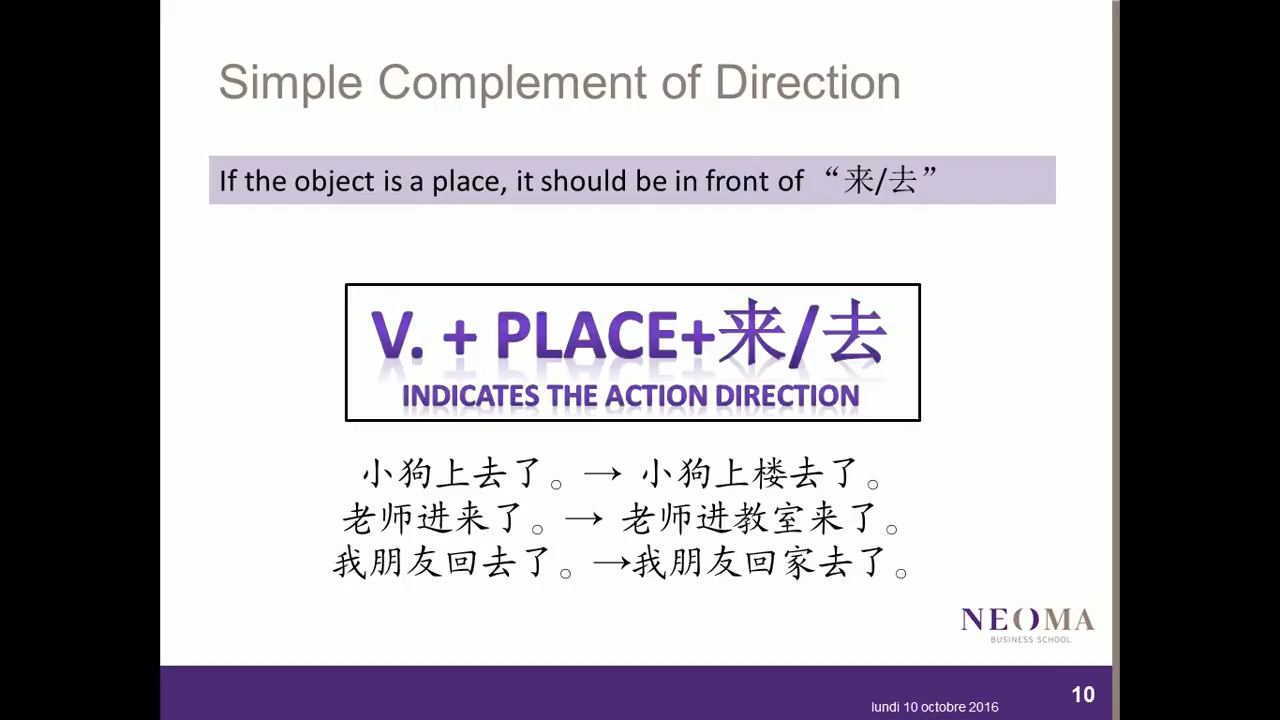 Simple Complement of Direction
If the object is a place, it should be in front of “来/去”
V. + PLACE+来/去
INDICATES THE ACTION DIRECTION
小狗上去了。→ 小狗上楼去了。
老师进来了。→ 老师进教室来了。
我朋友回去了。→我朋友回家去了。
NEOMA
BUSINESS SCHOOL
10
lundi 10 octobre 2016